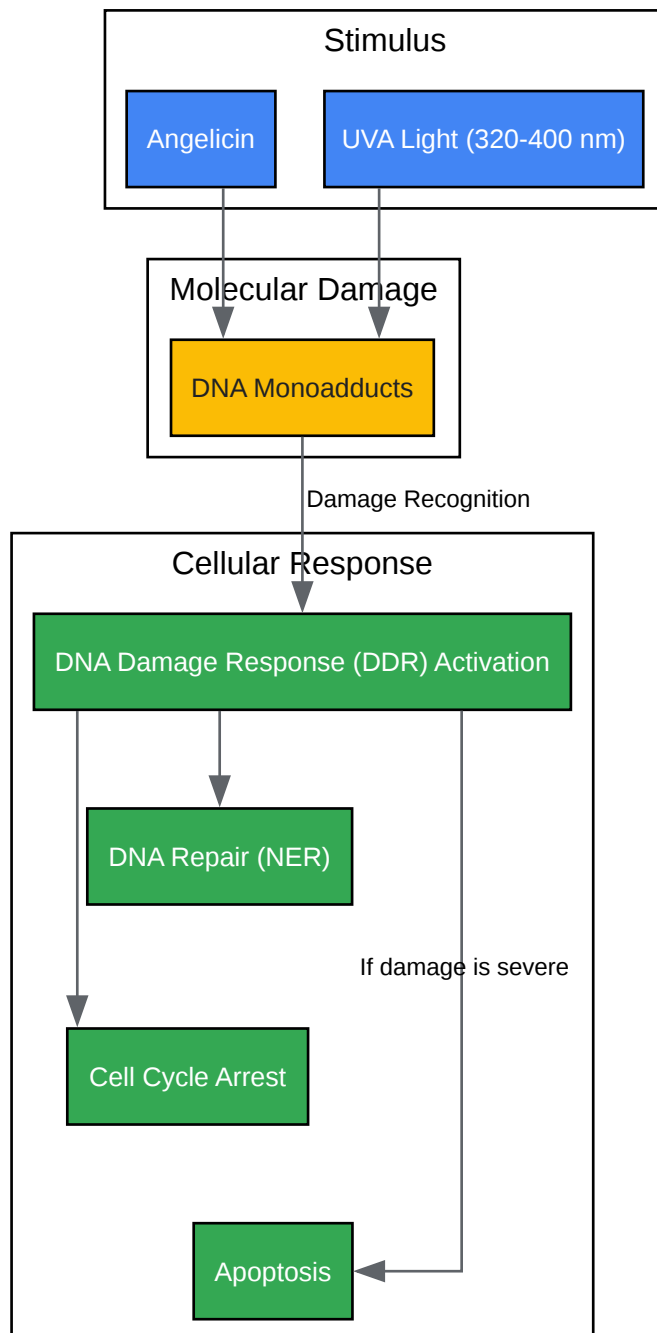 Stimulus
Angelicin
UVA Light (320-400 nm)
Molecular Damage
DNA Monoadducts
Damage Recognition
Cellular Response
DNA Damage Response (DDR) Activation
DNA Repair (NER)
If damage is severe
Cell Cycle Arrest
Apoptosis